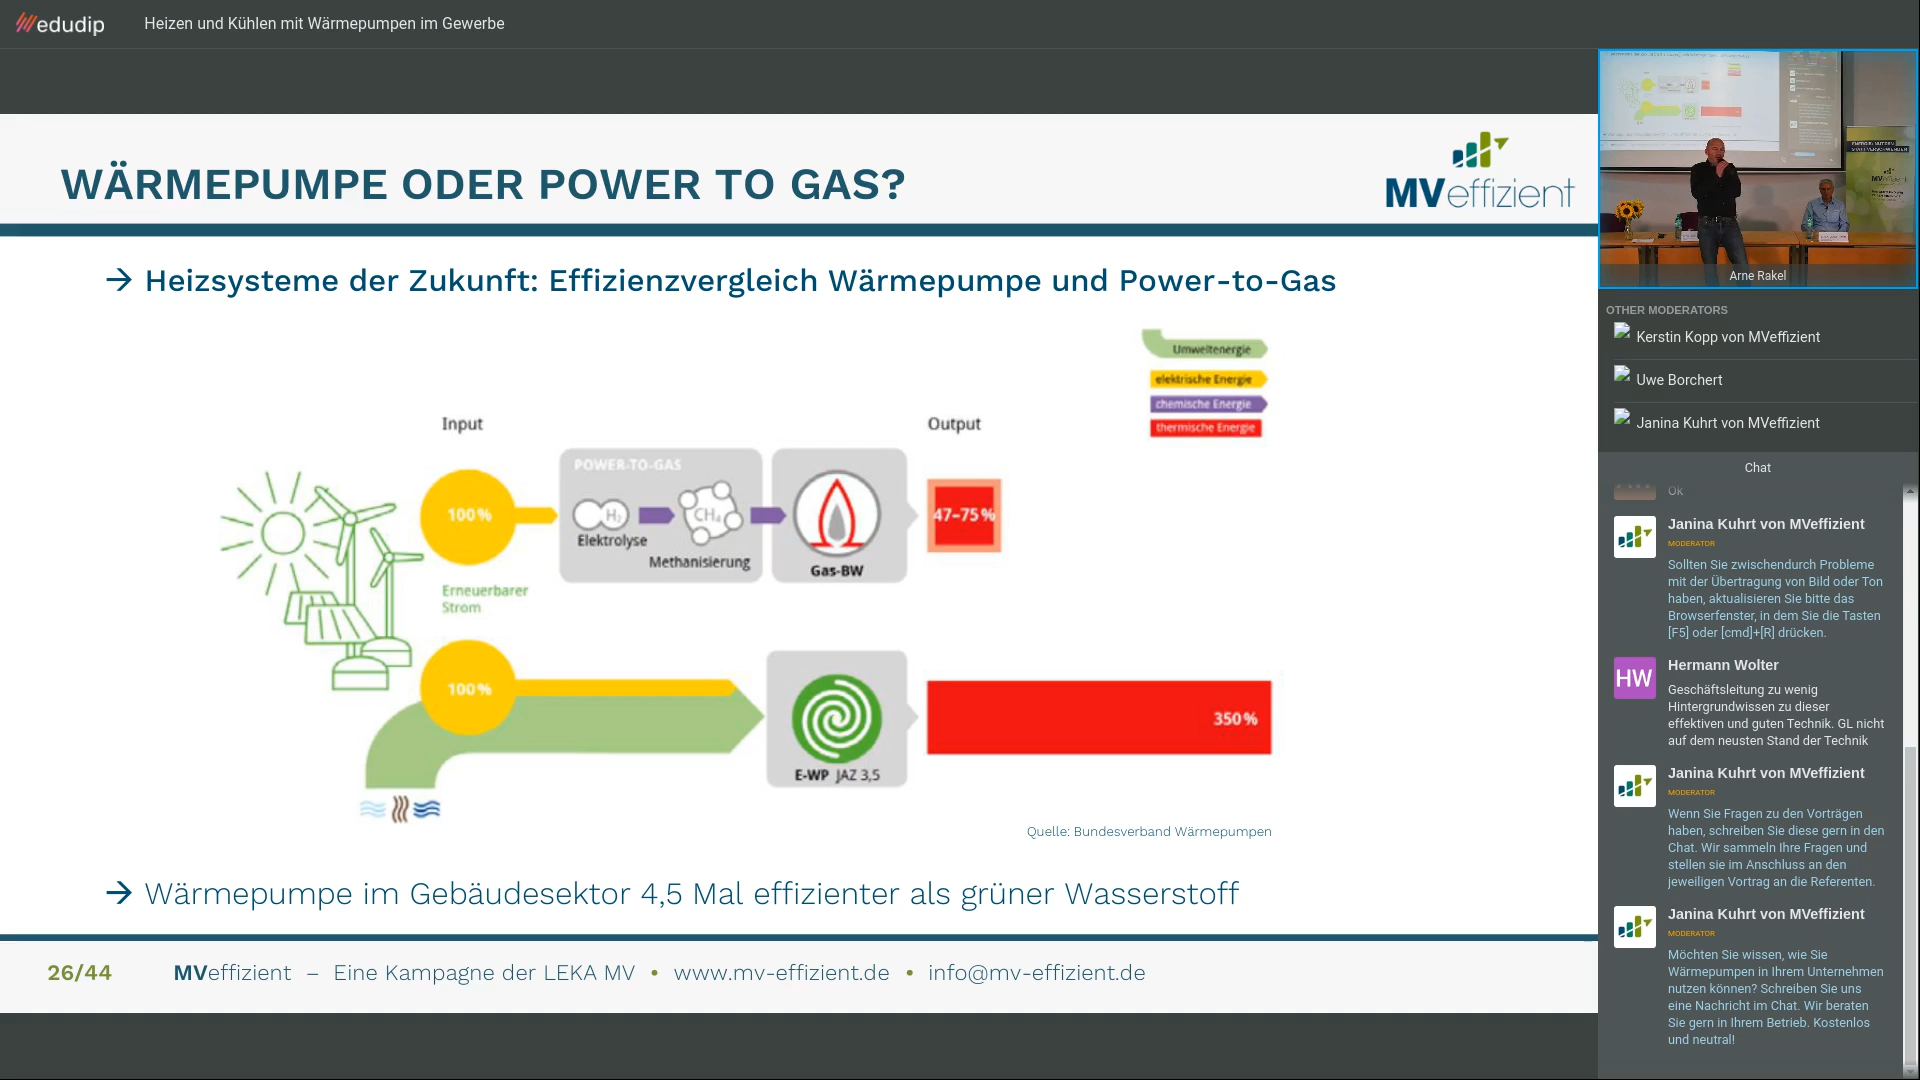 edudip
Heizen und Kühlen mit Wärmepumpen im Gewerbe
WÄRMEPUMPE ODER POWER TO GAS?
MVeffizient
→ Heizsysteme der Zukunft: Effizienzvergleich Wärmepumpe und Power-to-Gas
Umweltenergie
elektrische Energie
chemische Energie
thermische Energie
Input
Output
POWER-TO-GAS
100 %
H₂
CH₄
47–75 %
Elektrolyse
Methanisierung
Gas-BW
Erneuerbarer
Strom
100 %
350 %
E-WP JAZ 3,5
Quelle: Bundesverband Wärmepumpen
→ Wärmepumpe im Gebäudesektor 4,5 Mal effizienter als grüner Wasserstoff
26/44
MVeffizient – Eine Kampagne der LEKA MV • www.mv-effizient.de • info@mv-effizient.de
Arne Rakel
OTHER MODERATORS
Kerstin Kopp von MVeffizient
Uwe Borchert
Janina Kuhrt von MVeffizient
Chat
Ok
Janina Kuhrt von MVeffizient
MODERATOR
Sollten Sie zwischendurch Probleme
mit der Übertragung von Bild oder Ton
haben, aktualisieren Sie bitte das
Browserfenster, in dem Sie die Tasten
[F5] oder [cmd]+[R] drücken.
HW
Hermann Wolter
Geschäftsleitung zu wenig
Hintergrundwissen zu dieser
effektiven und guten Technik. GL nicht
auf dem neusten Stand der Technik
Janina Kuhrt von MVeffizient
MODERATOR
Wenn Sie Fragen zu den Vorträgen
haben, schreiben Sie diese gern in den
Chat. Wir sammeln Ihre Fragen und
stellen sie im Anschluss an den
jeweiligen Vortrag an die Referenten.
Janina Kuhrt von MVeffizient
MODERATOR
Möchten Sie wissen, wie Sie
Wärmepumpen in Ihrem Unternehmen
nutzen können? Schreiben Sie uns
eine Nachricht im Chat. Wir beraten
Sie gern in Ihrem Betrieb. Kostenlos
und neutral!